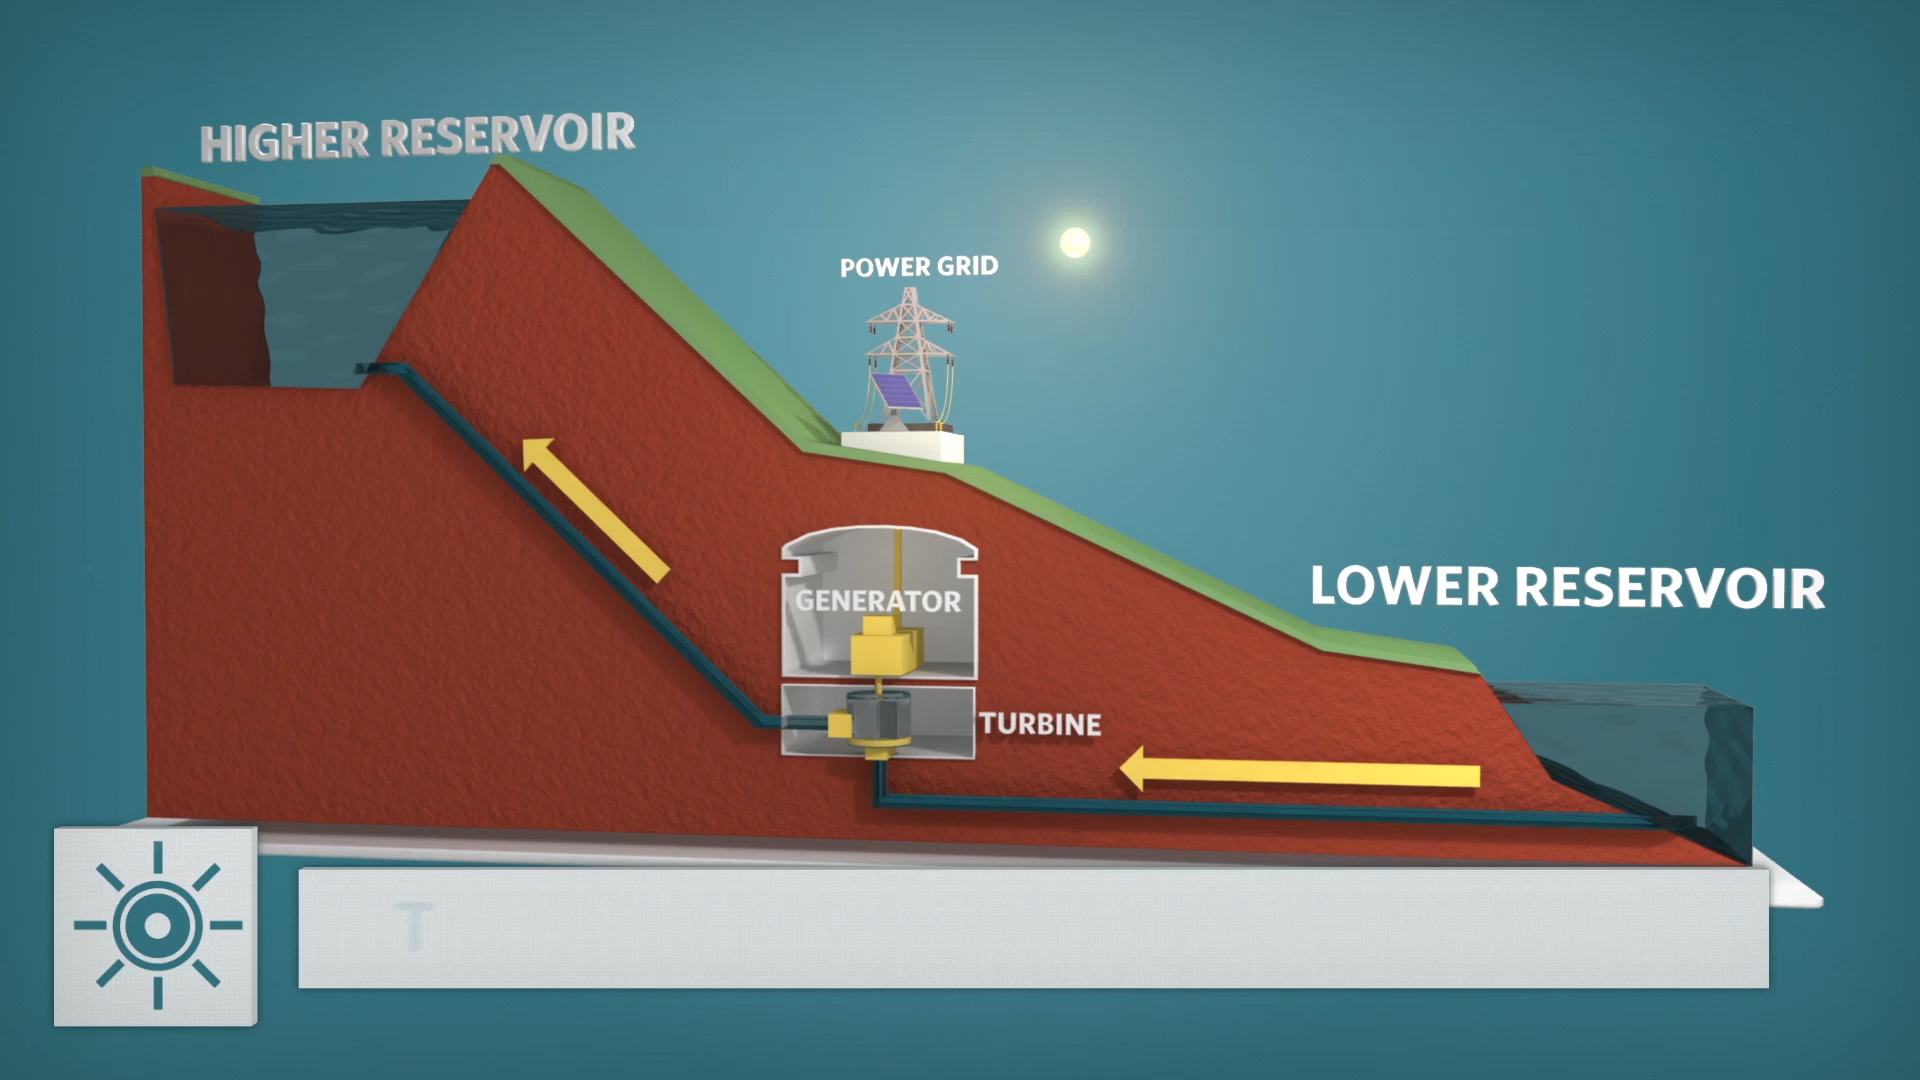 HIGHER RESERVOIR
POWER GRID
LOWER RESERVOIR
GENERATOR
TURBINE
T